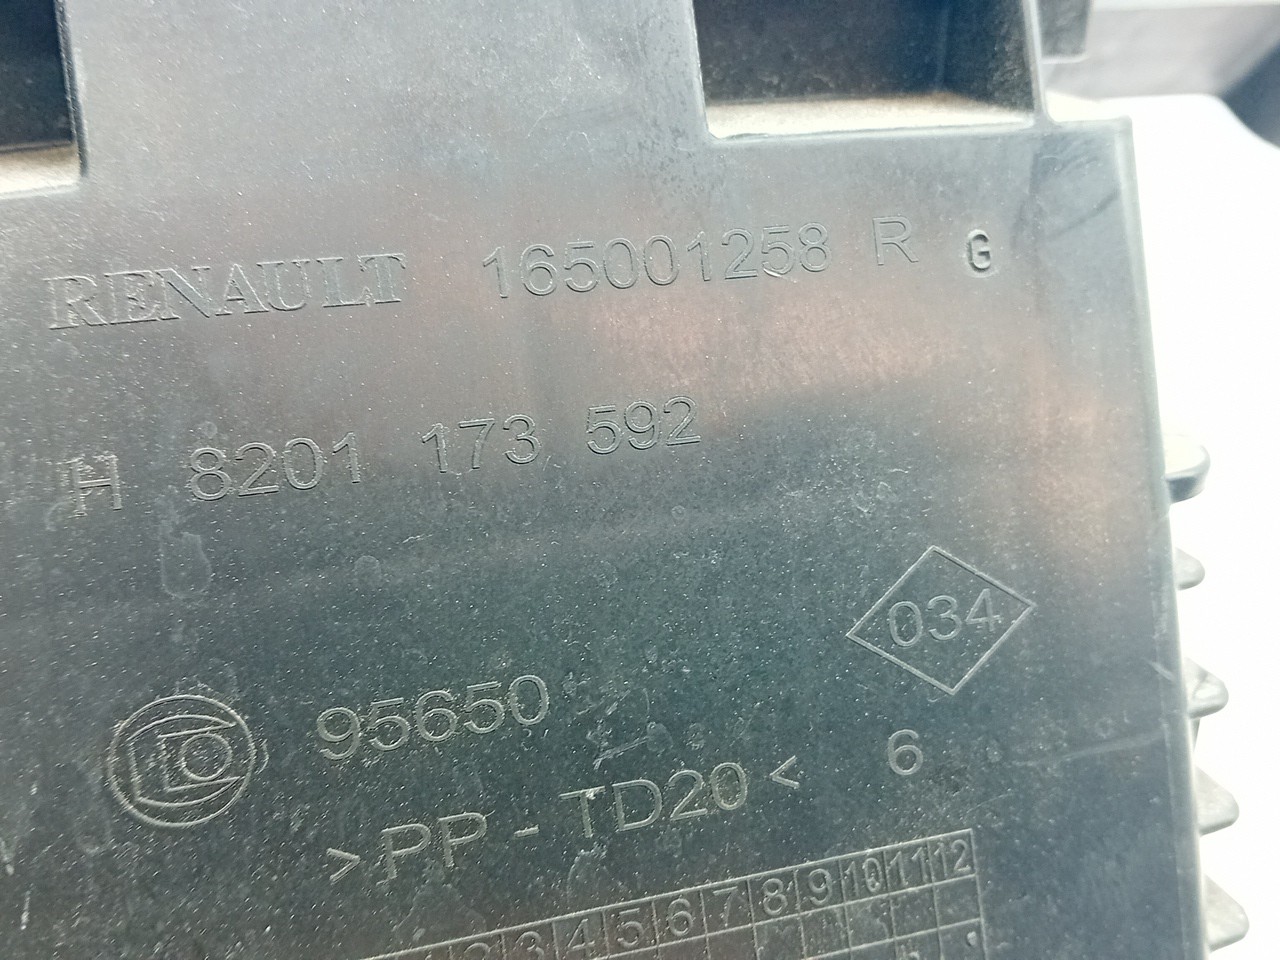 RENAULT 165001258 R G
H 8201 173 592
034
95650
>PP - TD20< 6
2 3 4 5 6 7 8 9 10 11 12